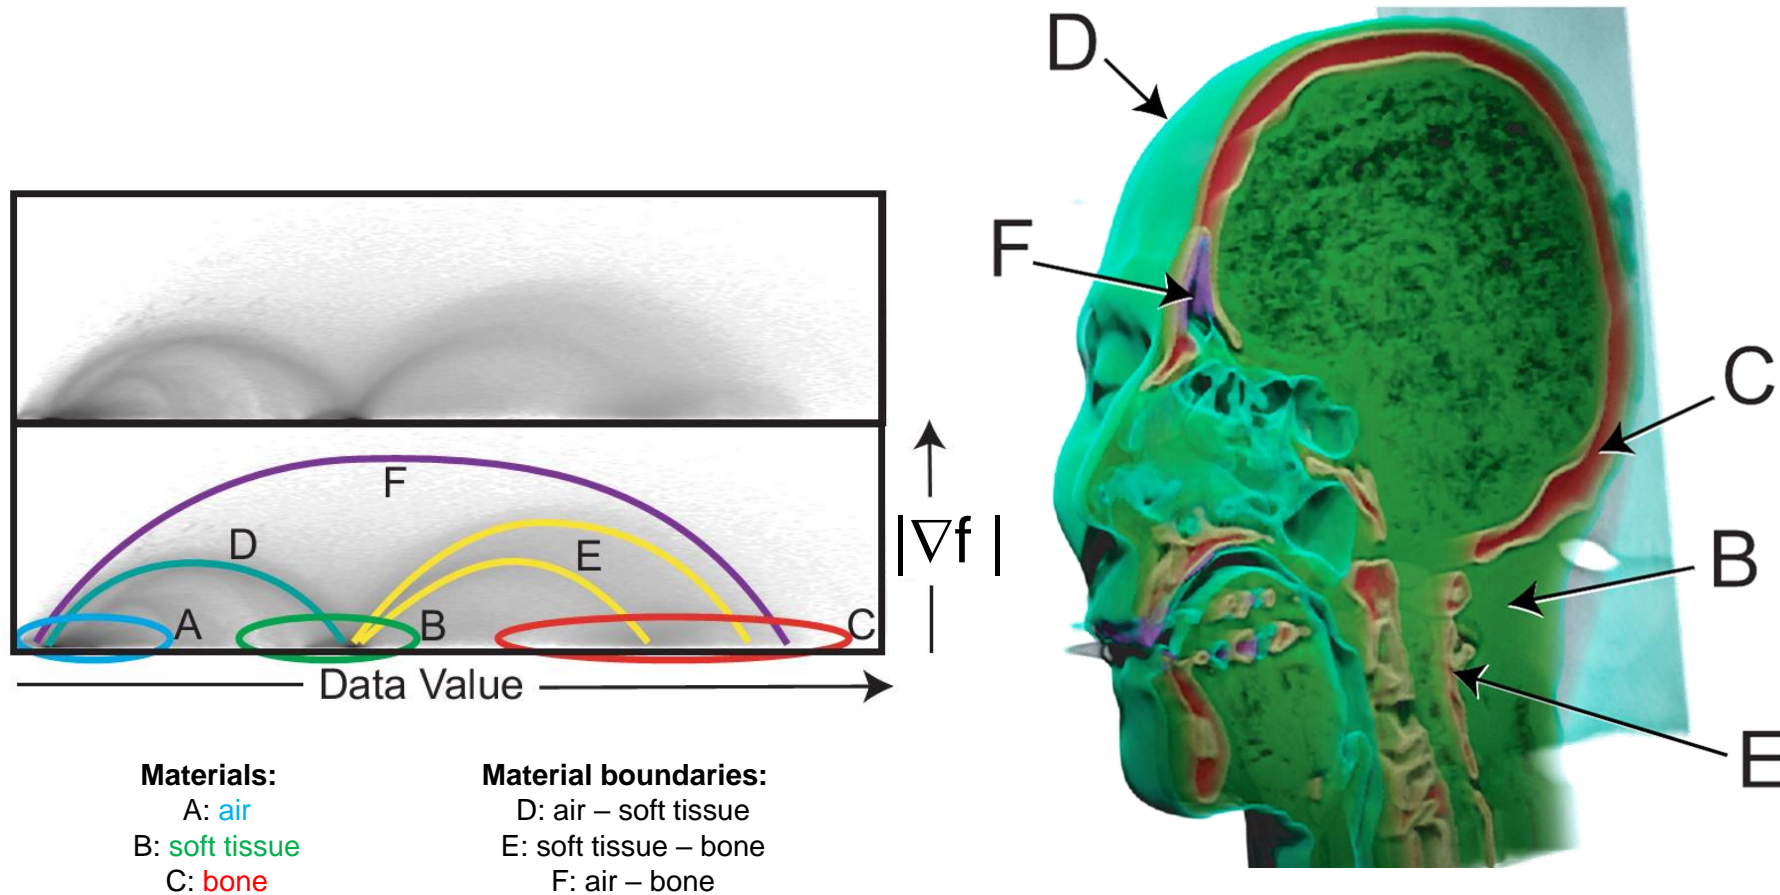 F
D
E
A
B
C
Data Value
|∇f |
Materials:
A: air
B: soft tissue
C: bone
Material boundaries:
D: air – soft tissue
E: soft tissue – bone
F: air – bone
D
F
C
B
E